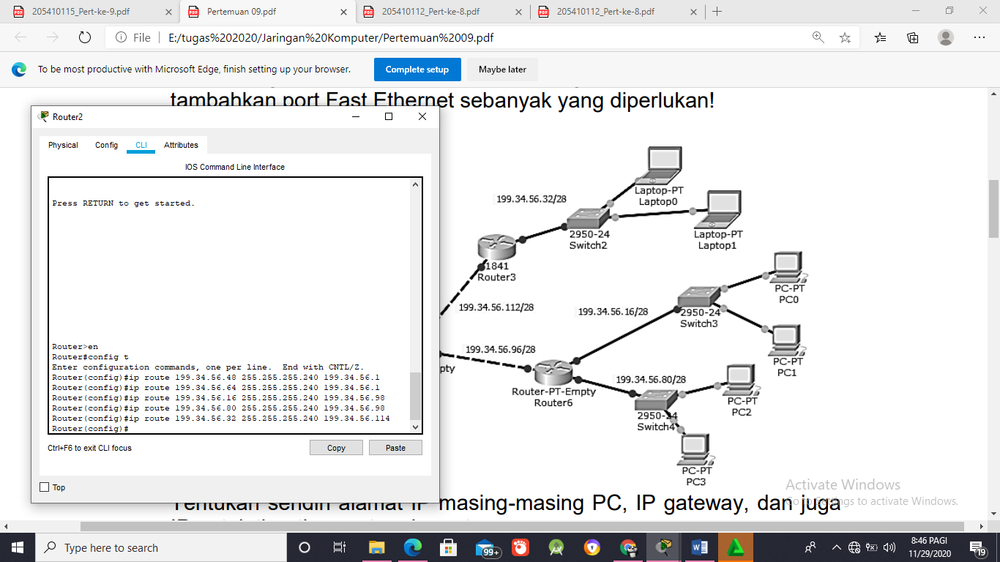 205410115_Pert-ke-9.pdf
Pertemuan 09.pdf
205410112_Pert-ke-8.pdf
205410112_Pert-ke-8.pdf
File
E:/tugas%202020/Jaringan%20Komputer/Pertemuan%2009.pdf
To be most productive with Microsoft Edge, finish setting up your browser.
Complete setup
Maybe later
tambahkan port Fast Ethernet sebanyak yang diperlukan!
Router2
Physical
Config
CLI
Attributes
IOS Command Line Interface
Press RETURN to get started.
Router>en
Router#config t
Enter configuration commands, one per line.  End with CNTL/Z.
Router(config)#ip route 199.34.56.48 255.255.255.240 199.34.56.1
Router(config)#ip route 199.34.56.64 255.255.255.240 199.34.56.1
Router(config)#ip route 199.34.56.16 255.255.255.240 199.34.56.98
Router(config)#ip route 199.34.56.80 255.255.255.240 199.34.56.98
Router(config)#ip route 199.34.56.32 255.255.255.240 199.34.56.114
Router(config)#
Ctrl+F6 to exit CLI focus
Copy
Paste
Top
199.34.56.32/28
Laptop-PT
Laptop0
2950-24
Switch2
Laptop-PT
Laptop1
1841
Router3
199.34.56.112/28
PC-PT
PC0
199.34.56.16/28
2950-24
Switch3
199.34.56.96/28
pty
PC-PT
PC1
Router-PT-Empty
Router6
199.34.56.80/28
PC-PT
PC2
2950-24
Switch4
PC-PT
PC3
Activate Windows
Go to Settings to activate Windows.
Tentukan sendiri alamat IP masing-masing PC, IP gateway, dan juga
Type here to search
99+
8:46 PAGI
11/29/2020
19